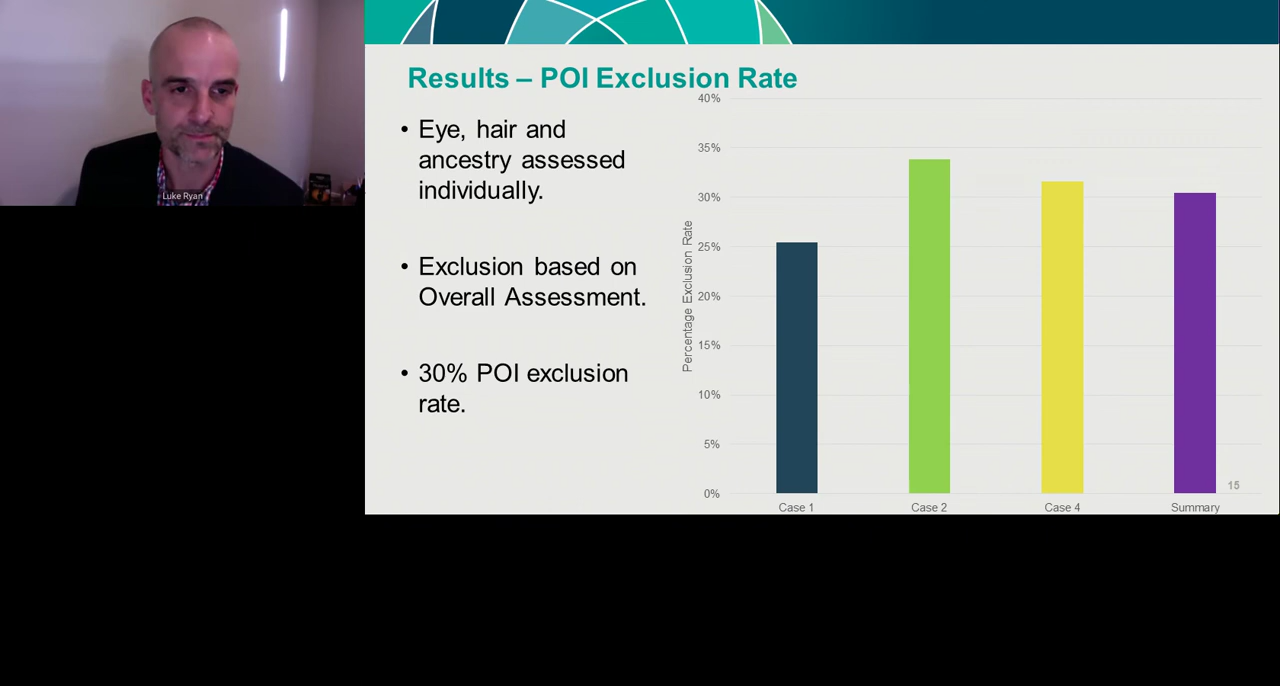 Luke Ryan
Results – POI Exclusion Rate
• Eye, hair and
ancestry assessed
individually.
• Exclusion based on
Overall Assessment.
• 30% POI exclusion
rate.
Percentage Exclusion Rate
40%
35%
30%
25%
20%
15%
10%
5%
0%
Case 1
Case 2
Case 4
Summary
15